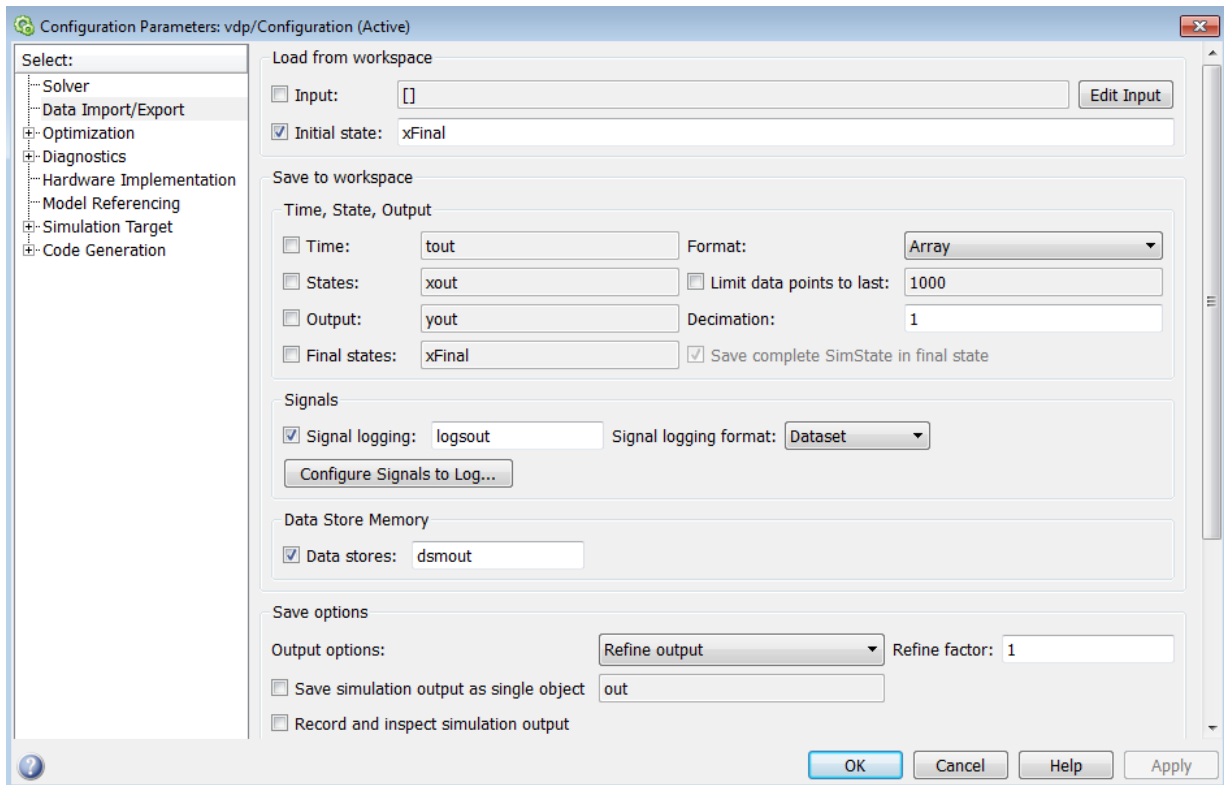 Configuration Parameters: vdp/Configuration (Active)
Select:
Solver
Data Import/Export
Optimization
Diagnostics
Hardware Implementation
Model Referencing
Simulation Target
Code Generation
Load from workspace
Input: [] Edit Input
Initial state: xFinal
Save to workspace
Time, State, Output
Time: tout Format: Array
States: xout Limit data points to last: 1000
Output: yout Decimation: 1
Final states: xFinal Save complete SimState in final state
Signals
Signal logging: logsout Signal logging format: Dataset
Configure Signals to Log...
Data Store Memory
Data stores: dsmout
Save options
Output options: Refine output Refine factor: 1
Save simulation output as single object out
Record and inspect simulation output
OK Cancel Help Apply